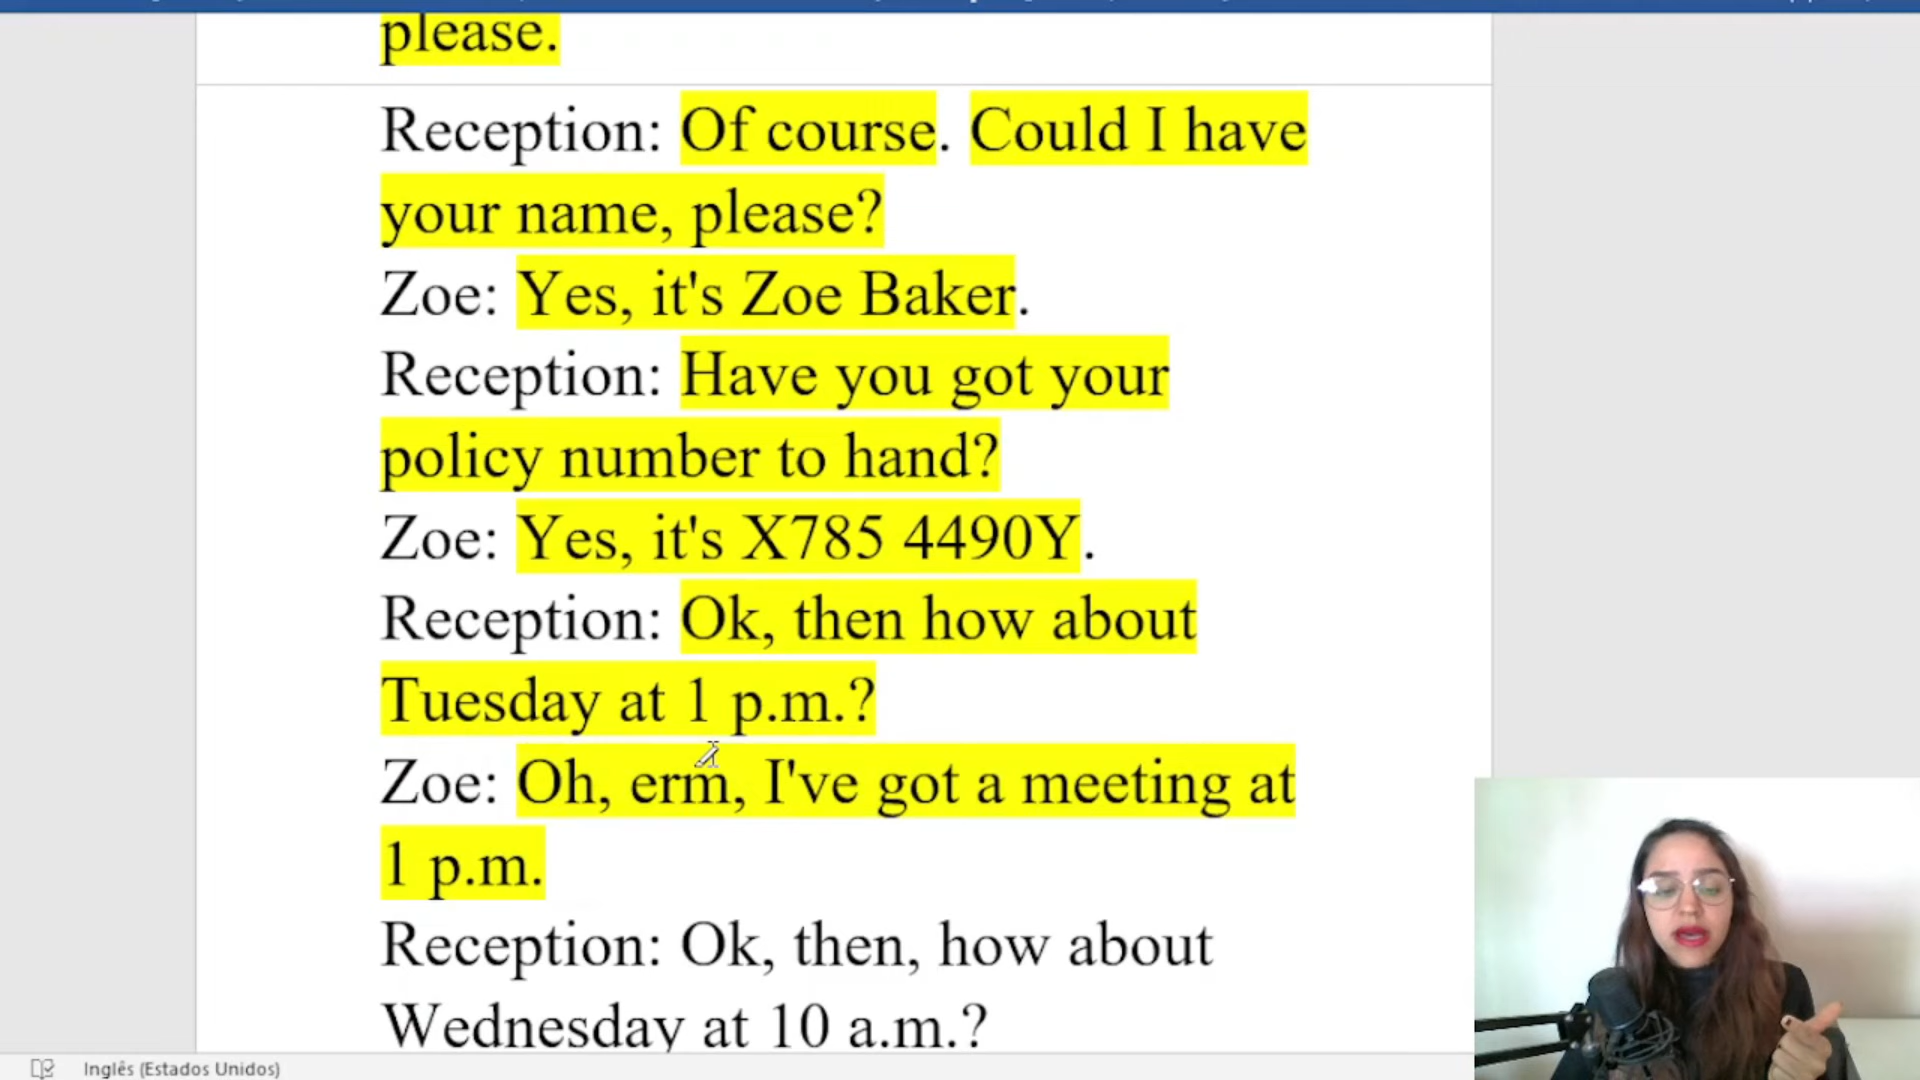 please.
Reception: Of course. Could I have
your name, please?
Zoe: Yes, it's Zoe Baker.
Reception: Have you got your
policy number to hand?
Zoe: Yes, it's X785 4490Y.
Reception: Ok, then how about
Tuesday at 1 p.m.?
Zoe: Oh, erm, I've got a meeting at
1 p.m.
Reception: Ok, then, how about
Wednesday at 10 a.m.?
Inglês (Estados Unidos)